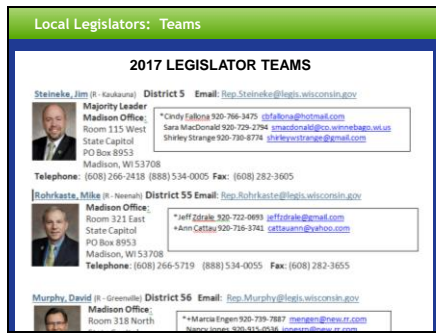 Local Legislators: Teams
2017 LEGISLATOR TEAMS
Steineke, Jim (R - Kaukauna) District 5 Email: Rep.Steineke@legis.wisconsin.gov
Majority Leader
Madison Office:
Room 115 West
State Capitol
PO Box 8953
Madison, WI 53708
*Cindy Fallona 920-766-3475 cbfallona@hotmail.com
Sara MacDonald 920-729-2794 smacdonald@co.winnebago.wi.us
Shirley Strange 920-730-8774 shirleywstrange@gmail.com
Telephone: (608) 266-2418 (888) 534-0005 Fax: (608) 282-3605
Rohrkaste, Mike (R - Neenah) District 55 Email: Rep.Rohrkaste@legis.wisconsin.gov
Madison Office:
Room 321 East
State Capitol
PO Box 8953
Madison, WI 53708
*Jeff Zdrale 920-722-0693 jeffzdrale@gmail.com
+Ann Cattau 920-716-3741 cattauann@yahoo.com
Telephone: (608) 266-5719 (888) 534-0055 Fax: (608) 282-3655
Murphy, David (R - Greenville) District 56 Email: Rep.Murphy@legis.wisconsin.gov
Madison Office:
Room 318 North
*+Marcia Engen 920-739-7887 mengen@new.rr.com
Nancy Jones 920-915-0536